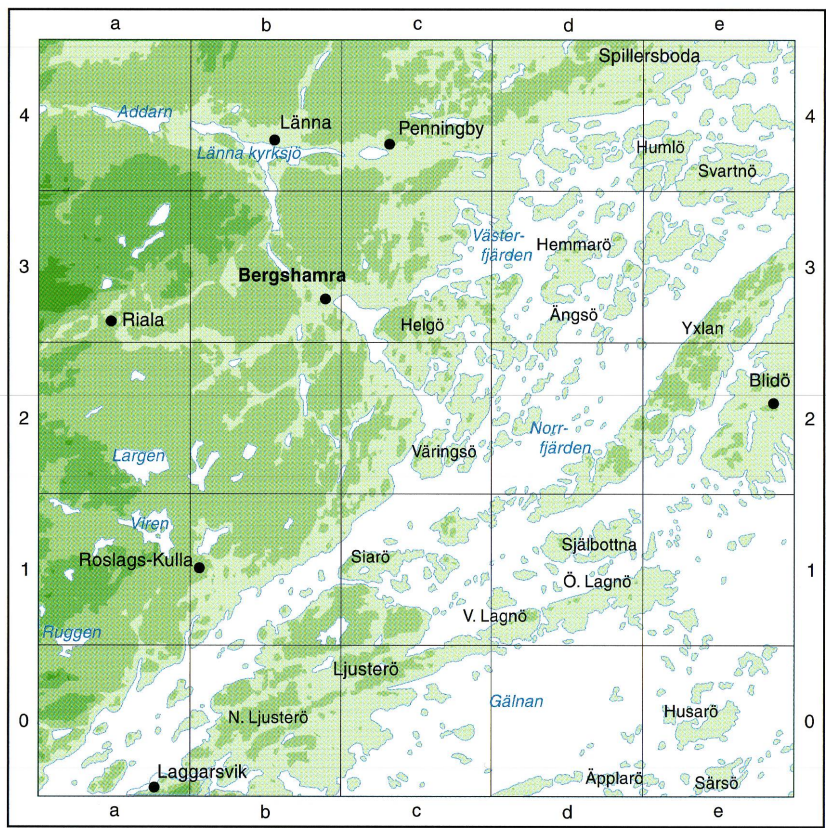 a b c d e
Spillersboda
4 4
Addarn
Länna
Penningby
Länna kyrksjö
Humlö
Svartnö
Väster-
fjärden
Hemmarö
3 3
Bergshamra
Ängsö
Riala
Helgö
Yxlan
Blidö
2 2
Norr-
fjärden
Largen
Väringsö
Viren
Själbottna
Roslags-Kulla
Siarö
1 1
Ö. Lagnö
V. Lagnö
Ruggen
Ljusterö
Gälnan
Husarö
N. Ljusterö
0 0
Laggarsvik
Äpplarö
Särsö
a b c d e